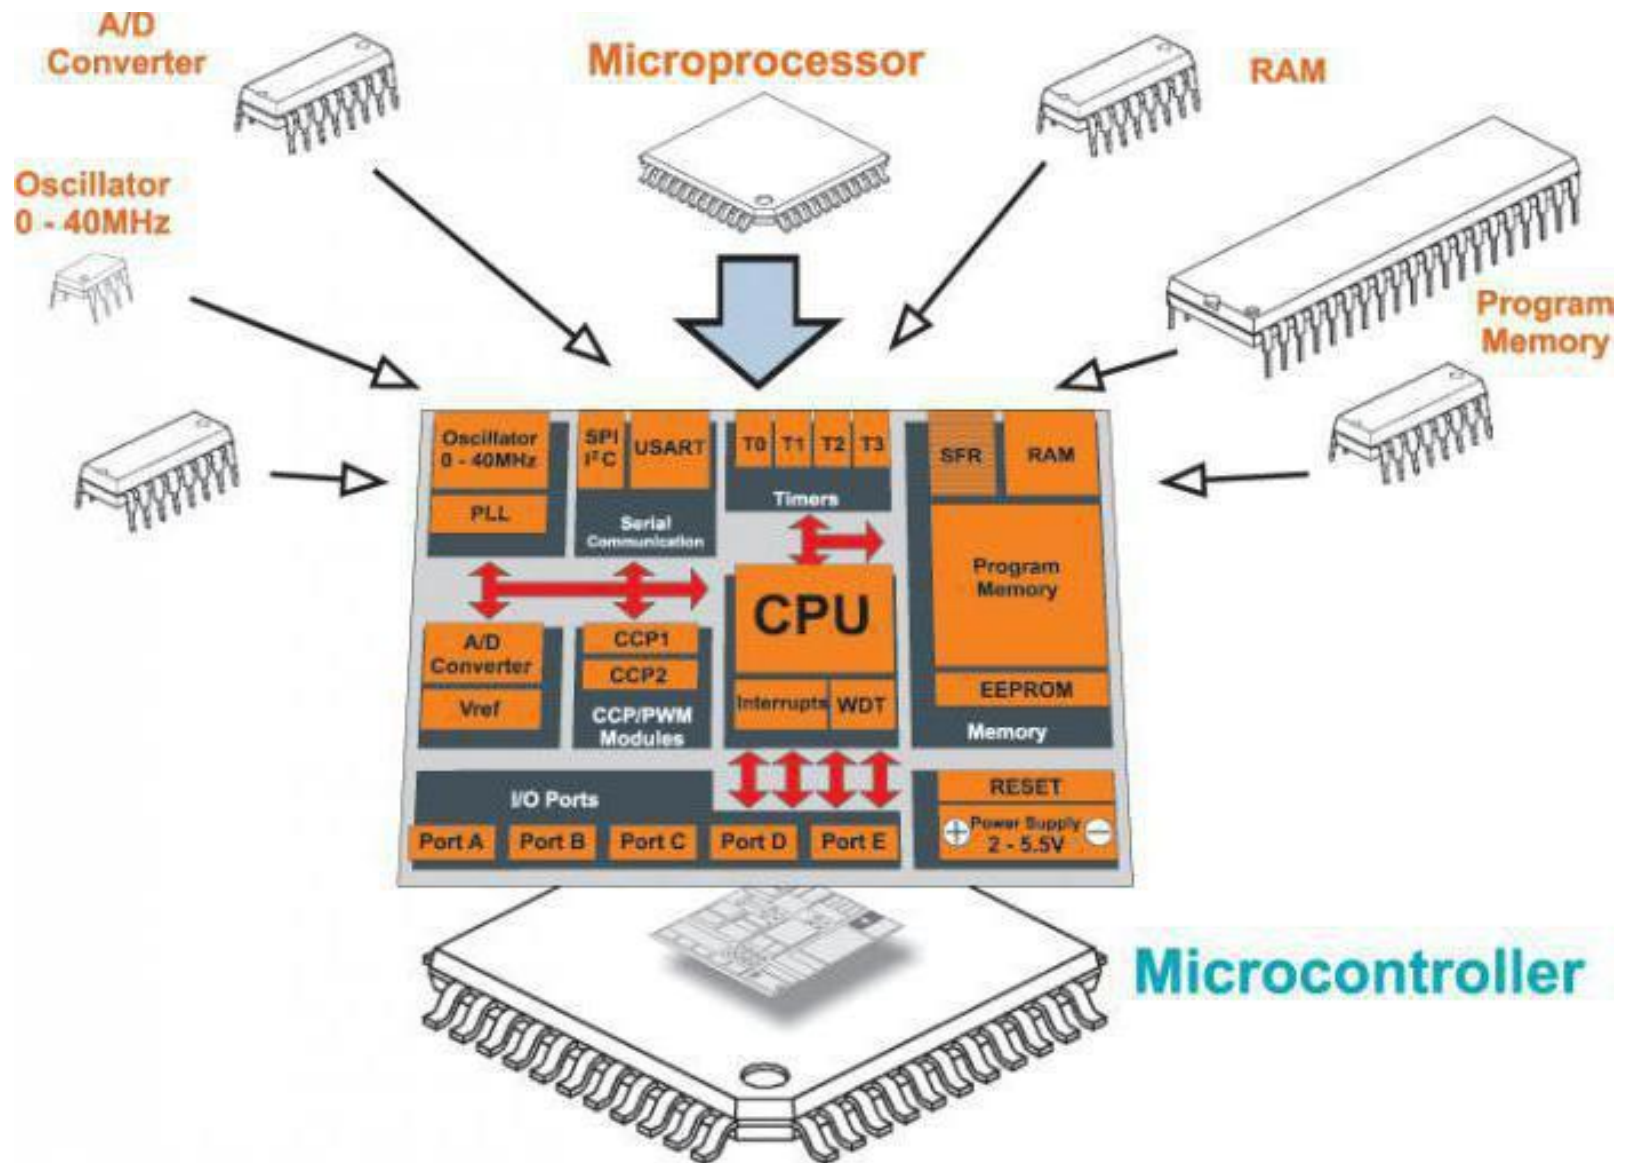 A/D
Converter
Microprocessor
RAM
Oscillator
0 - 40MHz
Program
Memory
Oscillator
0 - 40MHz
PLL
SPI
I²C
USART
Serial
Communication
T0 T1 T2 T3
Timers
SFR
RAM
Program
Memory
EEPROM
Memory
A/D
Converter
Vref
CCP1
CCP2
CCP/PWM
Modules
CPU
Interrupts WDT
I/O Ports
Port A Port B Port C Port D Port E
RESET
+ Power Supply −
2 - 5.5V
Microcontroller